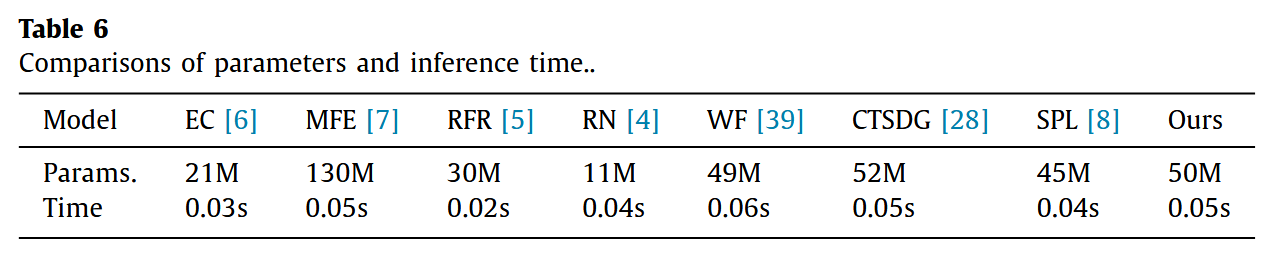 Table 6
Comparisons of parameters and inference time..
Model EC [6] MFE [7] RFR [5] RN [4] WF [39] CTSDG [28] SPL [8] Ours
Params. 21M 130M 30M 11M 49M 52M 45M 50M
Time 0.03s 0.05s 0.02s 0.04s 0.06s 0.05s 0.04s 0.05s